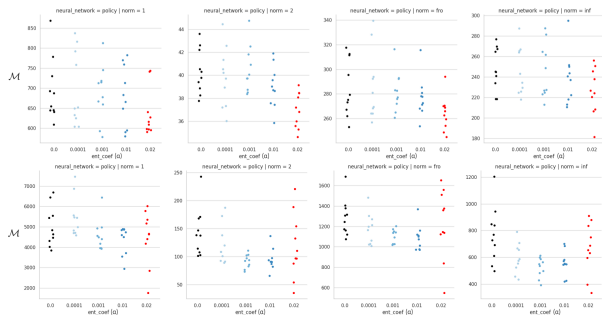 neural_network = policy | norm = 1
neural_network = policy | norm = 2
neural_network = policy | norm = fro
neural_network = policy | norm = inf
850
800
750
700
650
600
44
42
40
38
36
340
320
300
280
260
300
280
260
240
220
200
180
ℳ
0.0 0.0001 0.001 0.01 0.02
0.0 0.0001 0.001 0.01 0.02
0.0 0.0001 0.001 0.01 0.02
0.0 0.0001 0.001 0.01 0.02
ent_coef (α)
ent_coef (α)
ent_coef (α)
ent_coef (α)
neural_network = policy | norm = 1
neural_network = policy | norm = 2
neural_network = policy | norm = fro
neural_network = policy | norm = inf
7000
6000
5000
4000
3000
2000
250
200
150
100
50
1600
1400
1200
1000
800
600
1200
1000
800
600
400
ℳ
0.0 0.0001 0.001 0.01 0.02
0.0 0.0001 0.001 0.01 0.02
0.0 0.0001 0.001 0.01 0.02
0.0 0.0001 0.001 0.01 0.02
ent_coef (α)
ent_coef (α)
ent_coef (α)
ent_coef (α)